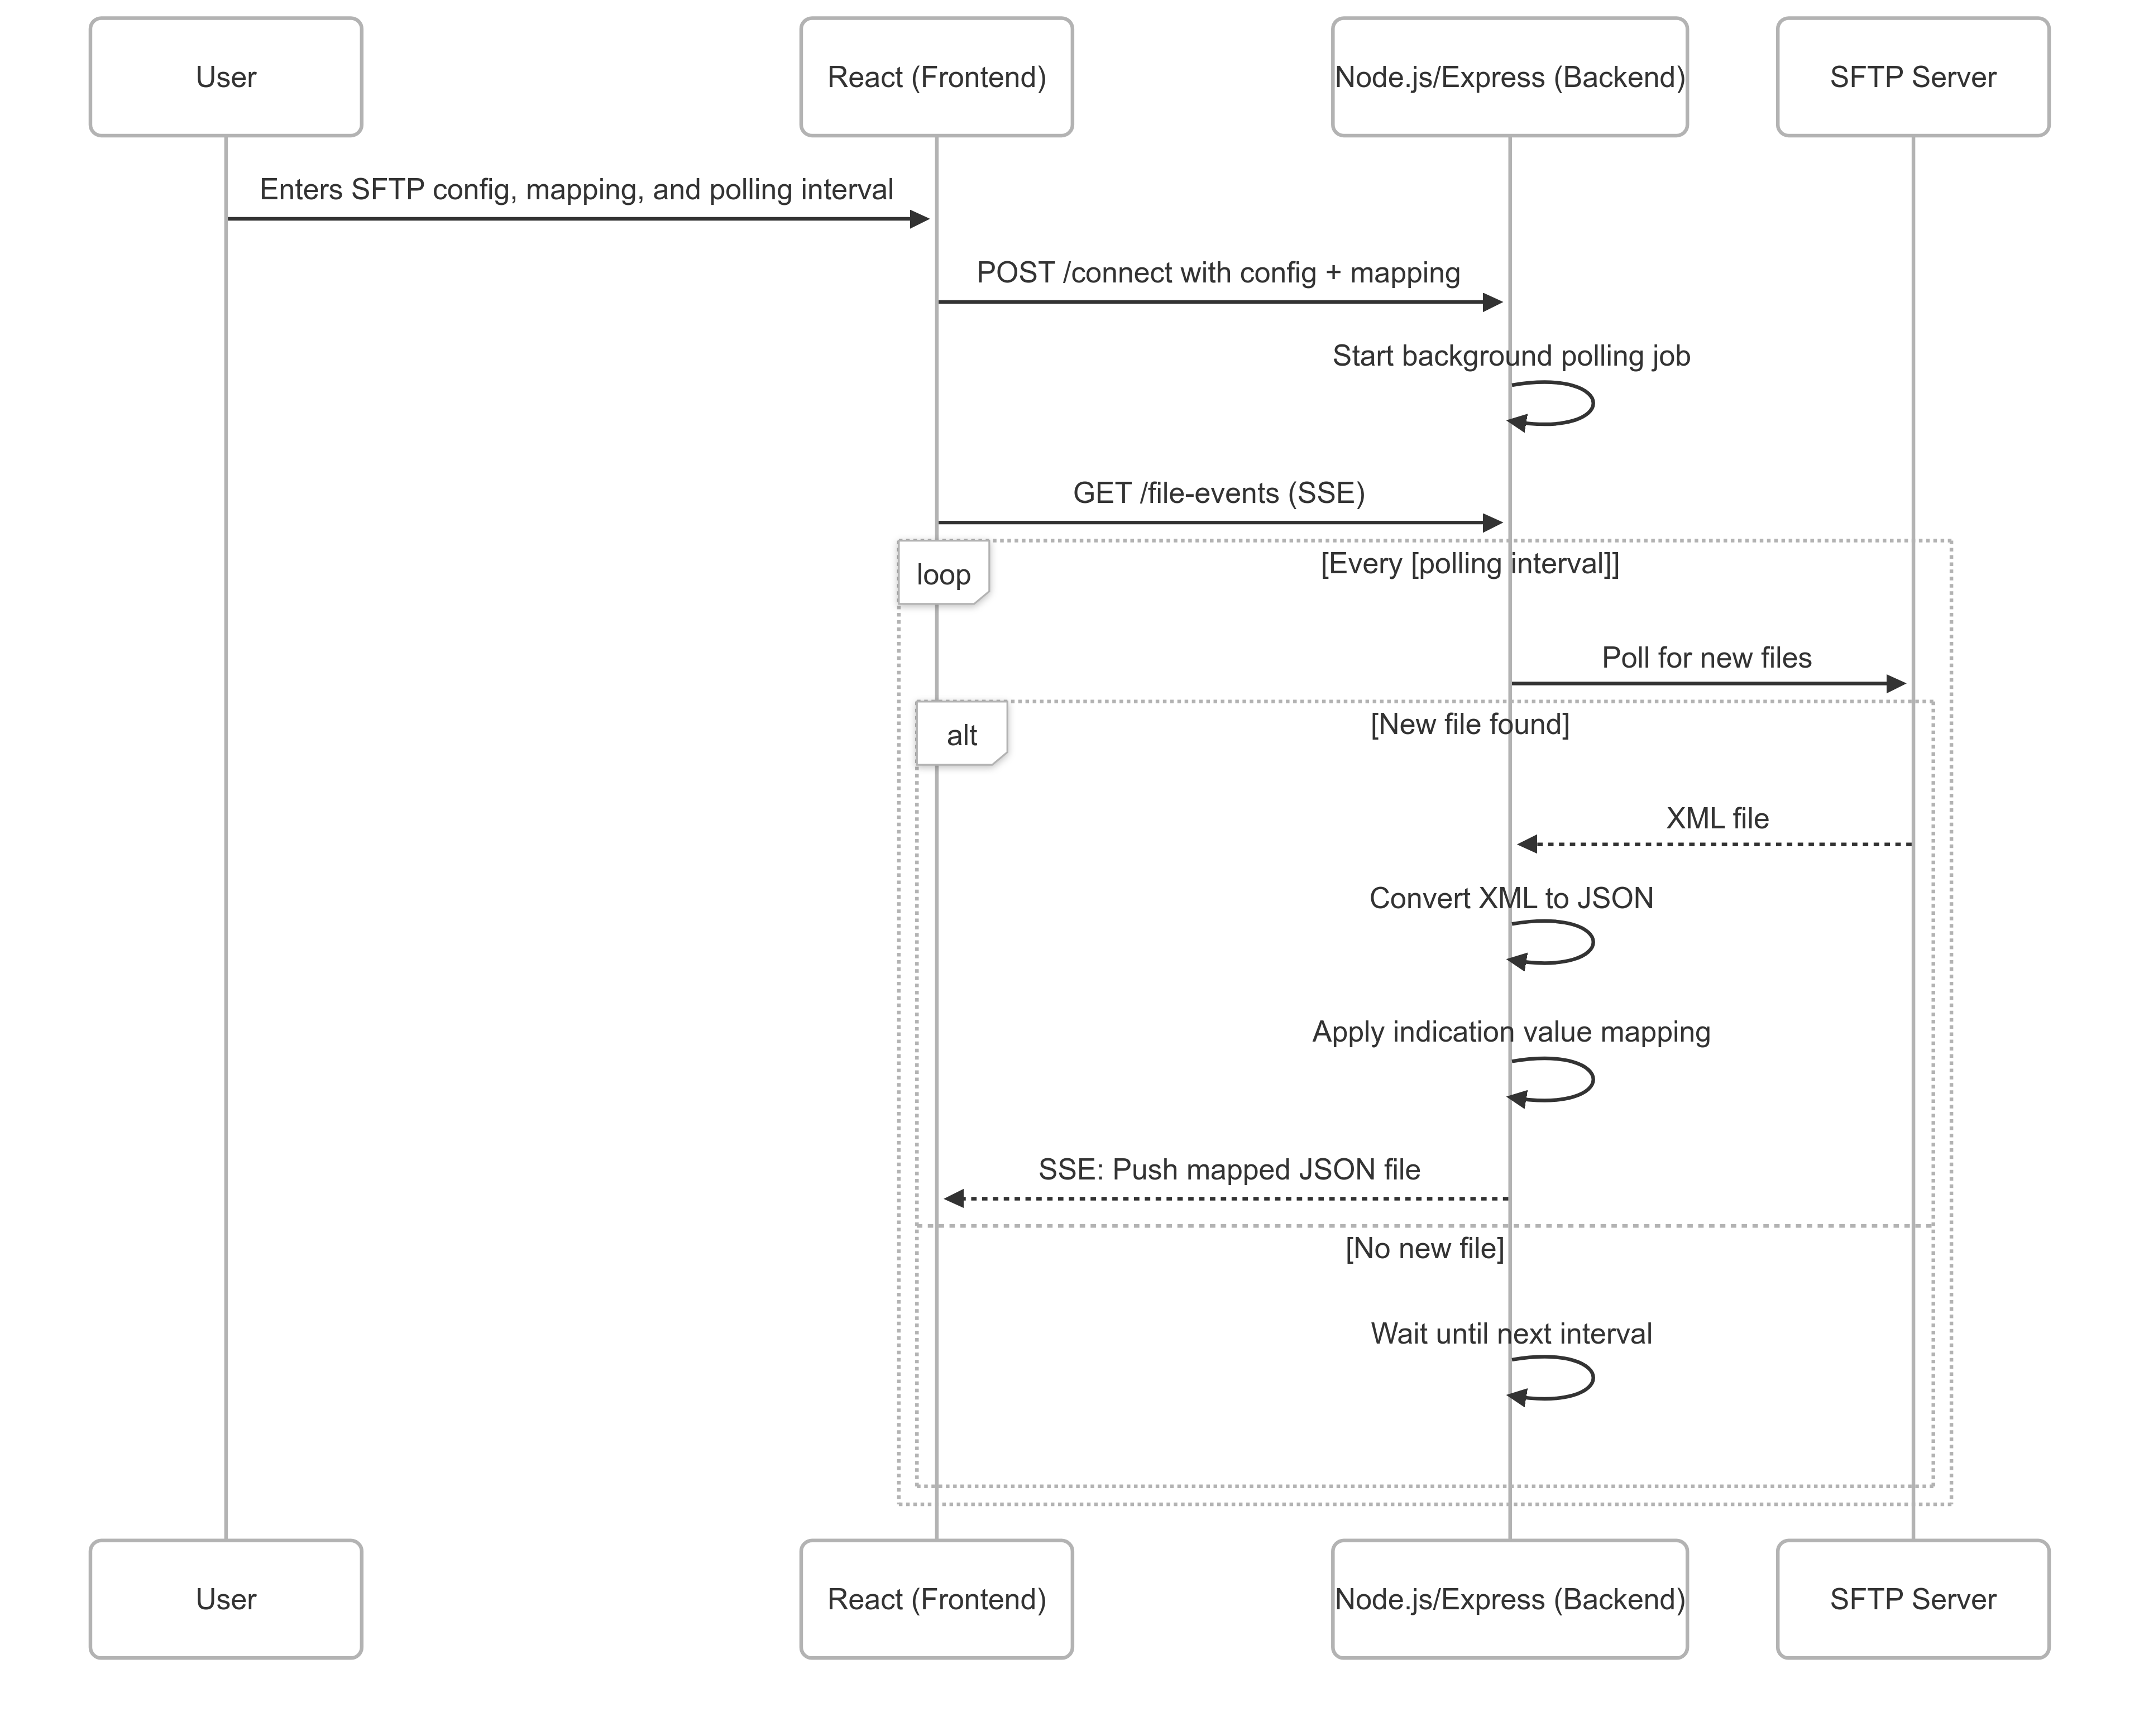 User
React (Frontend)
Node.js/Express (Backend)
SFTP Server
Enters SFTP config, mapping, and polling interval
POST /connect with config + mapping
Start background polling job
GET /file-events (SSE)
loop
[Every [polling interval]]
Poll for new files
alt
[New file found]
XML file
Convert XML to JSON
Apply indication value mapping
SSE: Push mapped JSON file
[No new file]
Wait until next interval
User
React (Frontend)
Node.js/Express (Backend)
SFTP Server